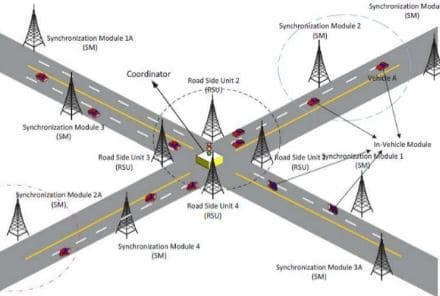 Synchronization Modu
(SM)
Synchronization Module 2
(SM)
Synchronization Module 1A
(SM)
Coordinator
Road Side Unit 2
(RSU)
Vehicle A
Synchronization Module 3
(SM)
In-Vehicle Module
Road Side Unit 3
(RSU)
Road Side Unit
(RSU)
Synchronization Module 1
(SM)
Synchronization Module 2A
(SM)
Road Side Unit 4
(RSU)
Synchronization Module 4
(SM)
Synchronization Module 3A
(SM)